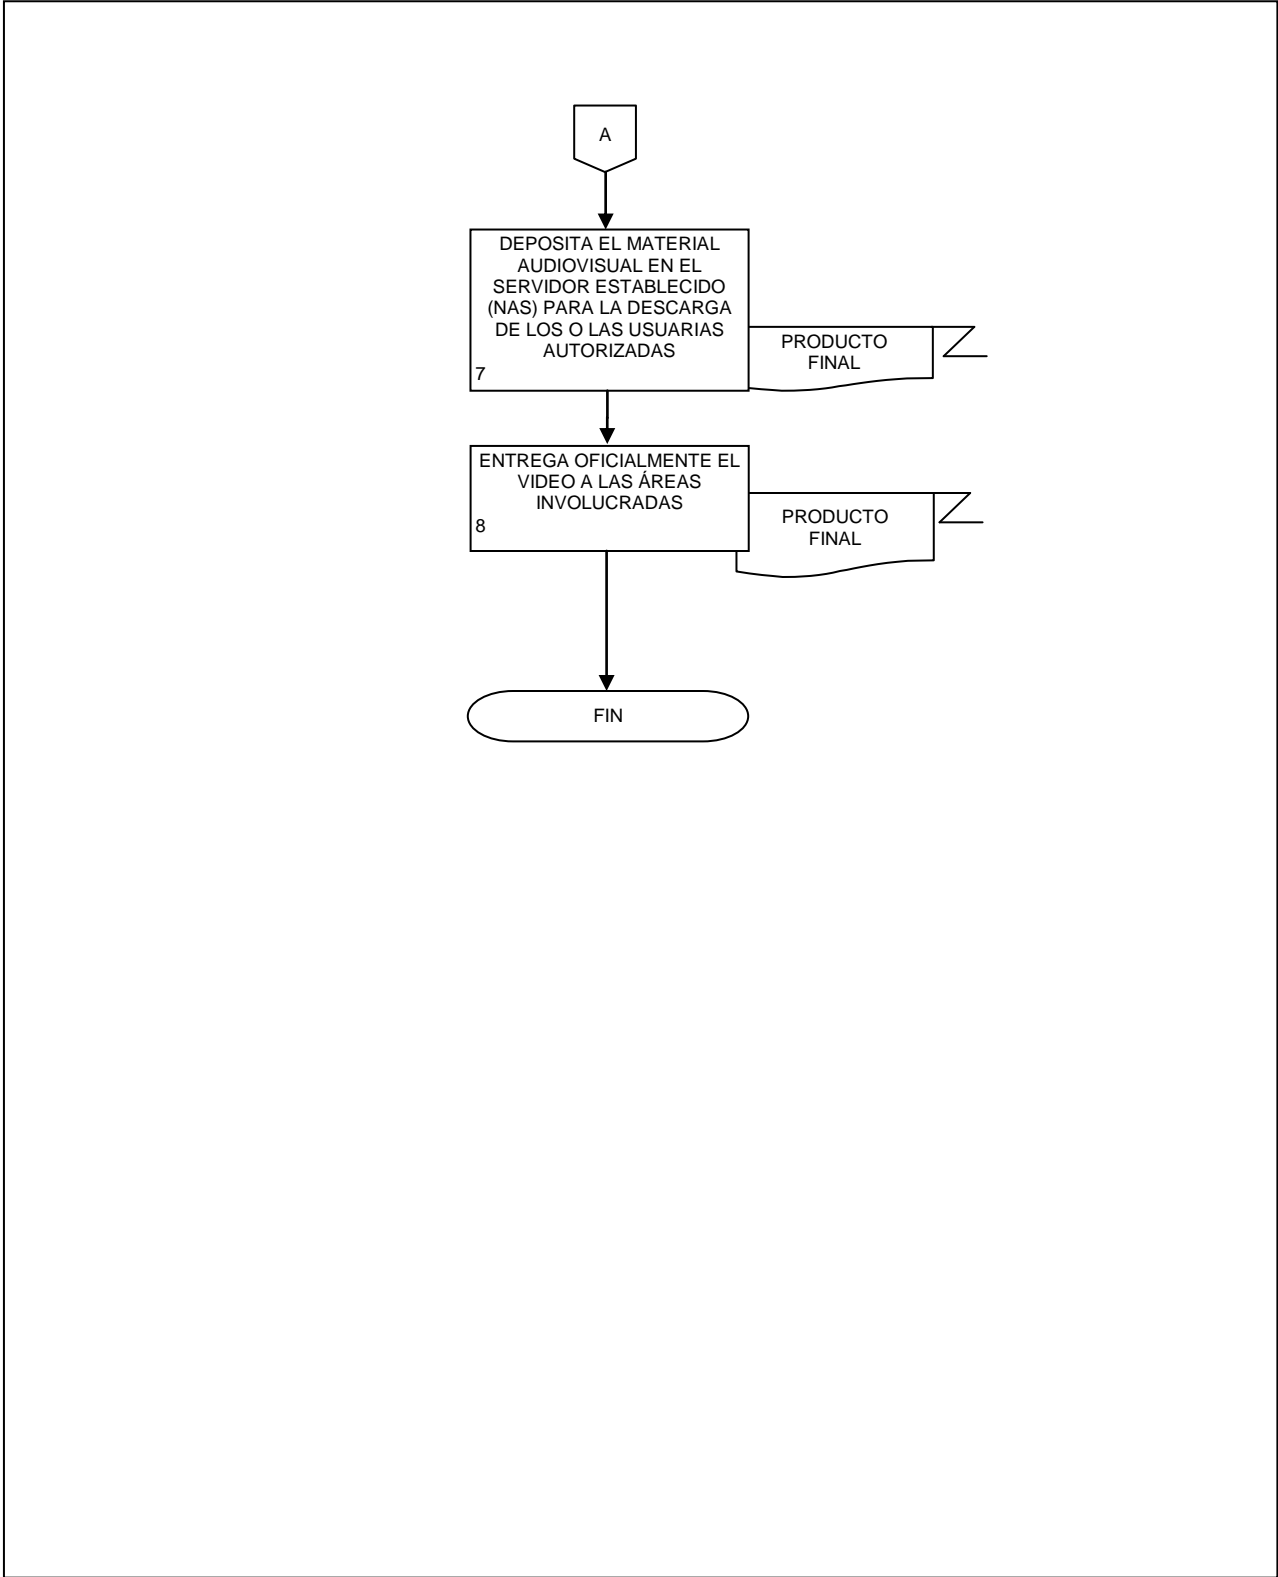 A
DEPOSITA EL MATERIAL
AUDIOVISUAL EN EL
SERVIDOR ESTABLECIDO
(NAS) PARA LA DESCARGA
DE LOS O LAS USUARIAS
AUTORIZADAS
7
PRODUCTO
FINAL
ENTREGA OFICIALMENTE EL
VIDEO A LAS ÁREAS
INVOLUCRADAS
8
PRODUCTO
FINAL
FIN